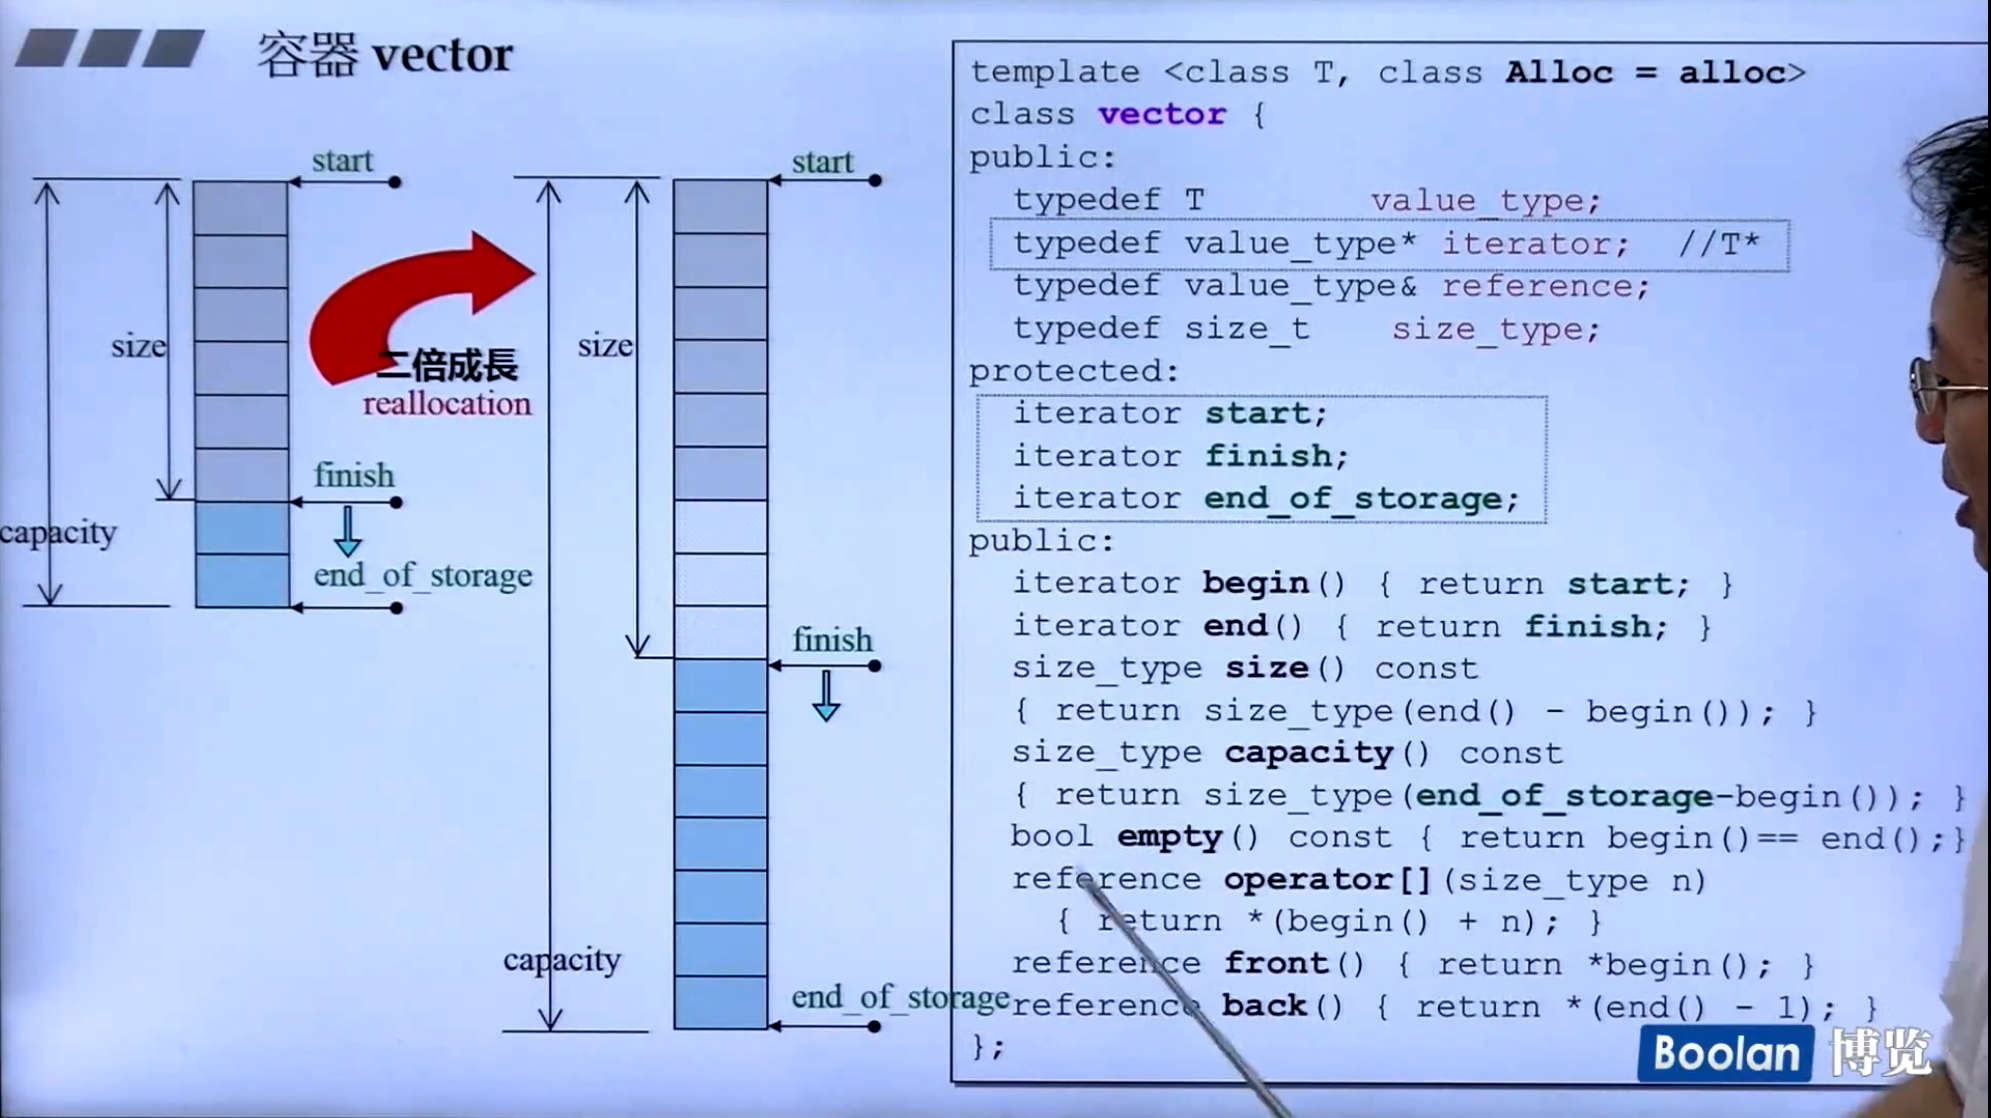 容器 vector
start
size
finish
capacity
end_of_storage
二倍成長
reallocation
start
size
finish
capacity
end_of_storage
template <class T, class Alloc = alloc>
class vector {
public:
typedef T value_type;
typedef value_type* iterator; //T*
typedef value_type& reference;
typedef size_t size_type;
protected:
iterator start;
iterator finish;
iterator end_of_storage;
public:
iterator begin() { return start; }
iterator end() { return finish; }
size_type size() const
{ return size_type(end() - begin()); }
size_type capacity() const
{ return size_type(end_of_storage-begin()); }
bool empty() const { return begin()== end();}
reference operator[](size_type n)
{ return *(begin() + n); }
reference front() { return *begin(); }
reference back() { return *(end() - 1); }
};
Boolan 博览